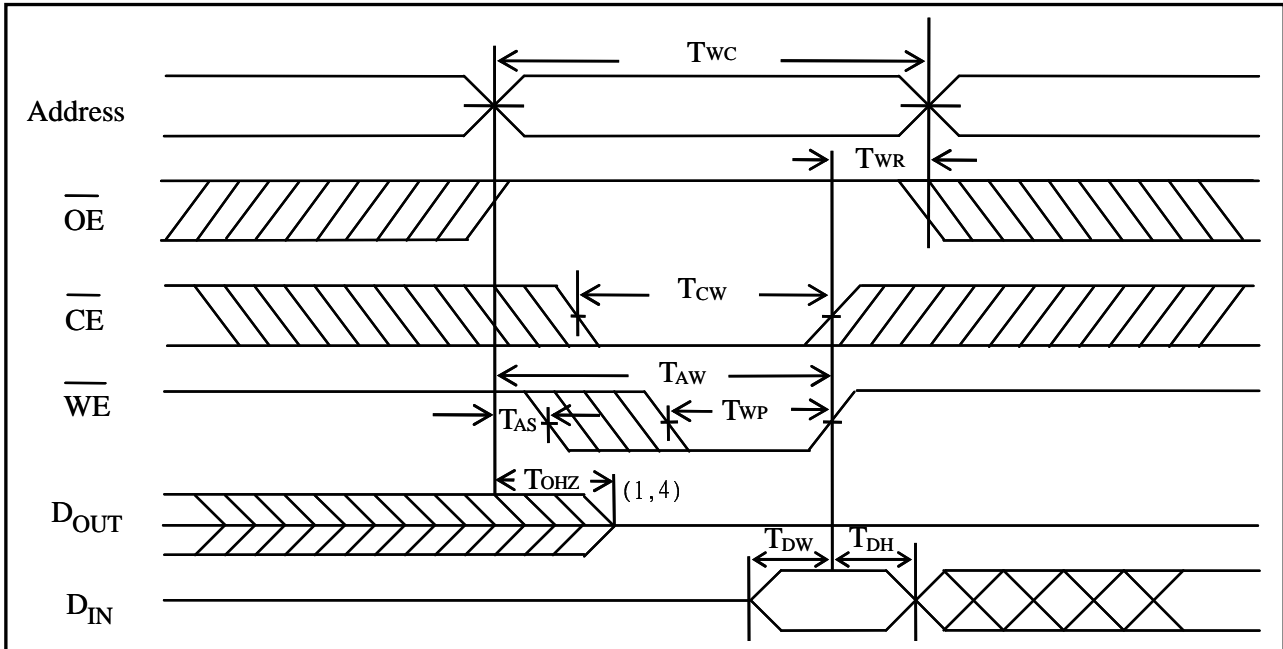 TWC
Address
TWR
OE
TCW
CE
TAW
WE
TAS
TWP
TOHZ
(1,4)
DOUT
TDW
TDH
DIN